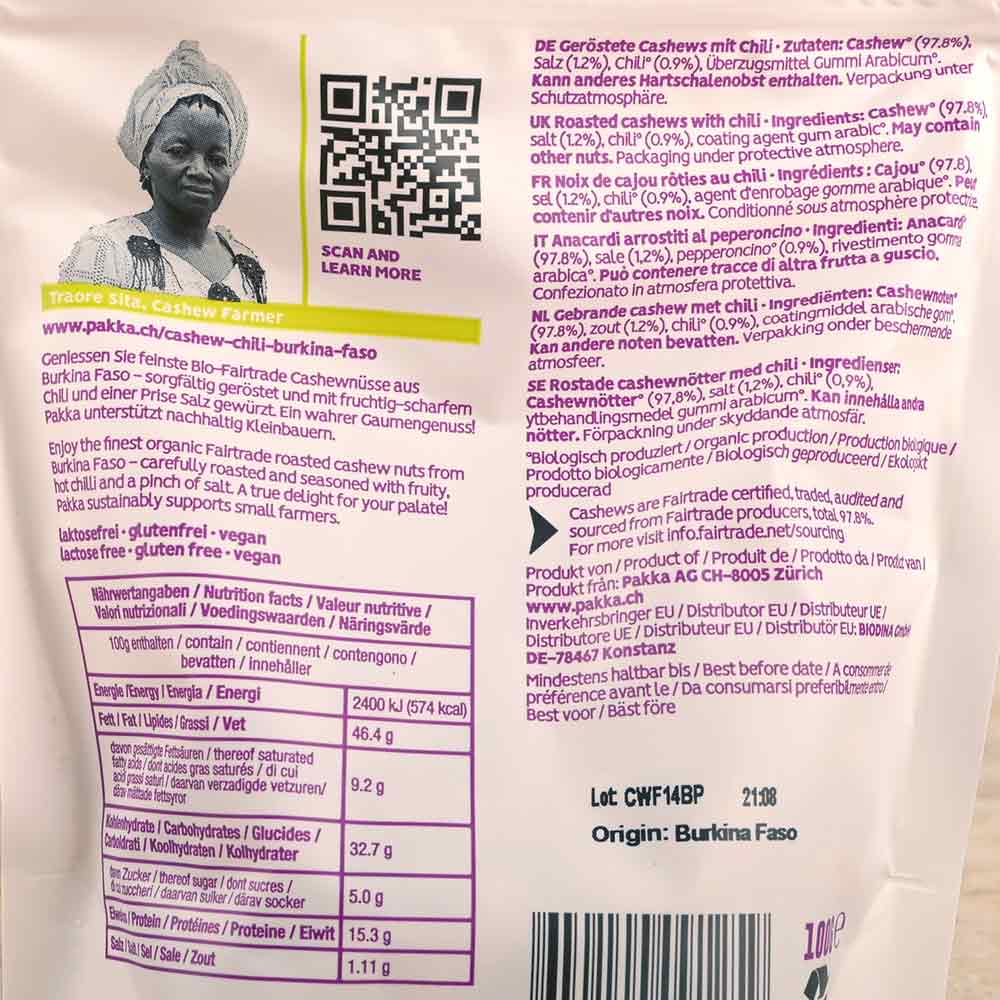 SCAN AND
LEARN MORE
Traore Sita, Cashew Farmer
www.pakka.ch/cashew-chili-burkina-faso
Geniessen Sie feinste Bio-Fairtrade Cashewnüsse aus
Burkina Faso – sorgfältig geröstet und mit fruchtig-scharfem
Chili und einer Prise Salz gewürzt. Ein wahrer Gaumengenuss!
Pakka unterstützt nachhaltig Kleinbauern.
Enjoy the finest organic Fairtrade roasted cashew nuts from
Burkina Faso – carefully roasted and seasoned with fruity,
hot chilli and a pinch of salt. A true delight for your palate!
Pakka sustainably supports small farmers.
laktosefrei · glutenfrei · vegan
lactose free · gluten free · vegan
Nährwertangaben / Nutrition facts / Valeur nutritive /
Valori nutrizionali / Voedingswaarden / Näringsvärde
100g enthalten / contain / contiennent / contengono /
bevatten / innehåller
Energie /Energy / Energia / Energi 2400 kJ (574 kcal)
Fett / Fat / Lipides / Grassi / Vet 46.4 g
davon gesättigte Fettsäuren / thereof saturated
fatty acids / dont acides gras saturés / di cui
acidi grassi saturi / daarvan verzadigde vetzuren/
därav mättade fettsyror 9.2 g
Kohlenhydrate / Carbohydrates / Glucides /
Carboidrati / Koolhydraten / Kolhydrater 32.7 g
davon Zucker / thereof sugar / dont sucres /
di cui zuccheri / daarvan suiker / därav socker 5.0 g
Eiweiss / Protein / Protéines / Proteine / Eiwit 15.3 g
Salz / Salt / Sel / Sale / Zout 1.11 g
DE Geröstete Cashews mit Chili · Zutaten: Cashew° (97.8%),
Salz (1.2%), Chili° (0.9%), Überzugsmittel Gummi Arabicum°.
Kann anderes Hartschalenobst enthalten. Verpackung unter
Schutzatmosphäre.
UK Roasted cashews with chili · Ingredients: cashew° (97.8%),
salt (1.2%), chili° (0.9%), coating agent gum arabic°. May contain
other nuts. Packaging under protective atmosphere.
FR Noix de cajou rôties au chili · Ingrédients : Cajou° (97.8),
sel (1.2%), chili° (0.9%), agent d'enrobage gomme arabique°. Peut
contenir d'autres noix. Conditionné sous atmosphère protectrice.
IT Anacardi arrostiti al peperoncino · Ingredienti: Anacardi°
(97.8%), sale (1,2%), pepperoncino° (0.9%), rivestimento gomma
arabica°. Può contenere tracce di altra frutta a guscio.
Confezionato in atmosfera protettiva.
NL Gebrande cashew met chili · Ingrediënten: Cashewnoten°
(97.8%), zout (1.2%), chili° (0.9%), coatingmiddel arabische gom°.
Kan andere noten bevatten. Verpakking onder beschermende
atmosfeer.
SE Rostade cashewnötter med chili · Ingredienser:
Cashewnötter° (97,8%), salt (1,2%), chili° (0,9%),
ytbehandlingsmedel gummi arabicum°. Kan innehålla andra
nötter. Förpackning under skyddande atmosfär.
°Biologisch produziert / Organic production / Production biologique /
Prodotto biologicamente / Biologisch geproduceerd / Ekologiskt
producerad
Cashews are Fairtrade certified, traded, audited and
sourced from Fairtrade producers, total 97.8%.
For more visit info.fairtrade.net/sourcing
Produkt von / Product of / Produit de / Prodotto da / Product van /
Produkt från: Pakka AG CH-8005 Zürich
www.pakka.ch
Inverkehrsbringer EU / Distributor EU / Distributeur UE /
Distributore UE / Distributeur EU / Distributör EU: BIODINA GmbH
DE-78467 Konstanz
Mindestens haltbar bis / Best before date / A consommer de
préférence avant le / Da consumarsi preferibilmente entro /
Best voor / Bäst före
Lot CWF14BP 21:08
Origin: Burkina Faso